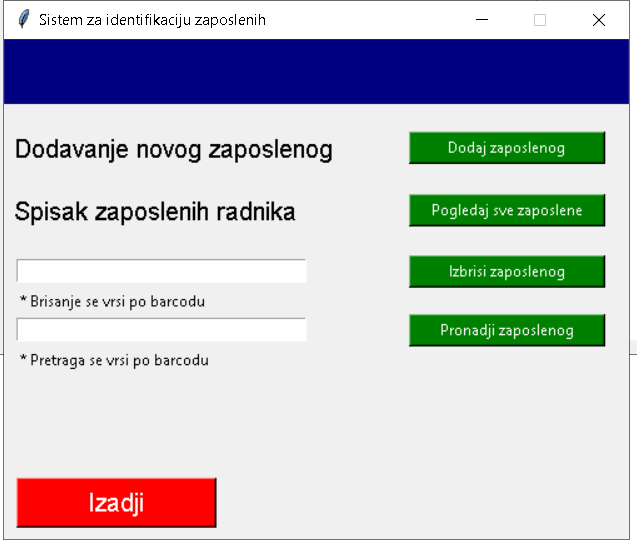 Sistem za identifikaciju zaposlenih
Dodavanje novog zaposlenog
Dodaj zaposlenog
Spisak zaposlenih radnika
Pogledaj sve zaposlene
Izbrisi zaposlenog
* Brisanje se vrsi po barcodu
Pronadji zaposlenog
* Pretraga se vrsi po barcodu
Izadji